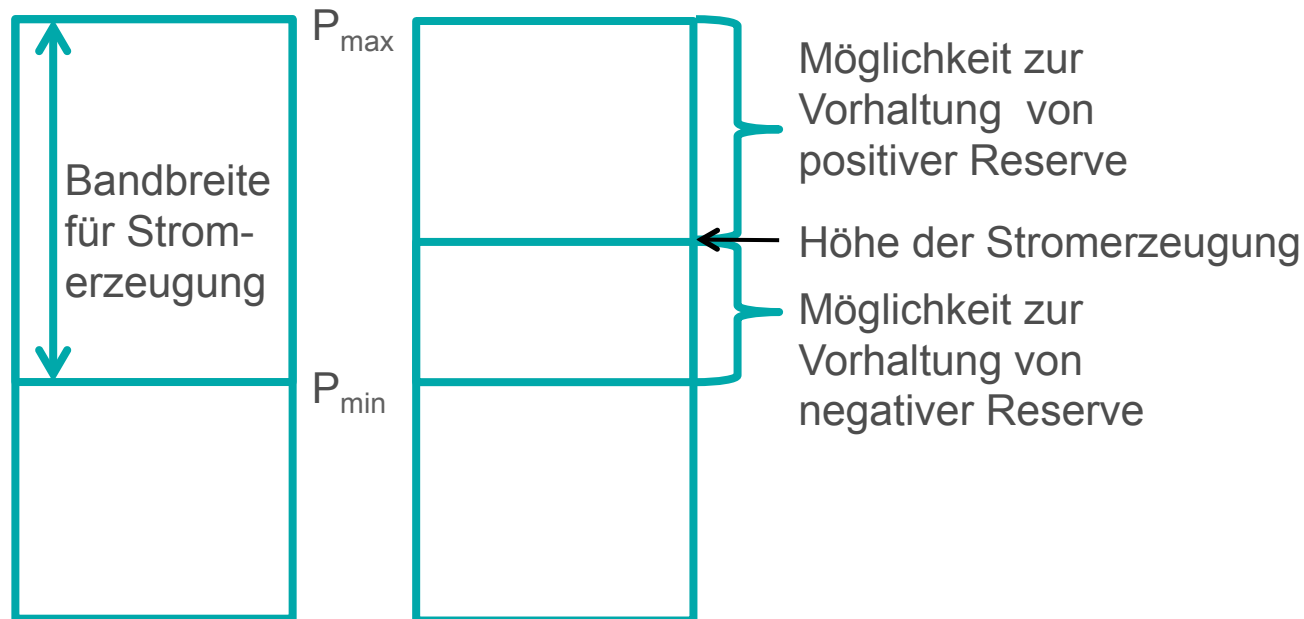 Bandbreite
für Strom-
erzeugung
Pmax
Pmin
Möglichkeit zur
Vorhaltung von
positiver Reserve
Höhe der Stromerzeugung
Möglichkeit zur
Vorhaltung von
negativer Reserve